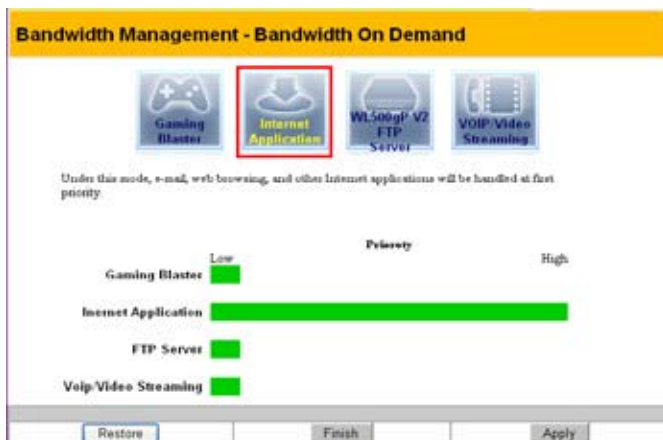 Bandwidth Management - Bandwidth On Demand
Gaming Blaster
Internet Application
WL500gP V2 FTP Server
VOIP/Video Streaming
Under this mode, e-mail, web browsing, and other Internet applications will be handled at first
priority.
Priority
Low High
Gaming Blaster
Inernet Application
FTP Server
Voip/Video Streaming
Restore Finish Apply